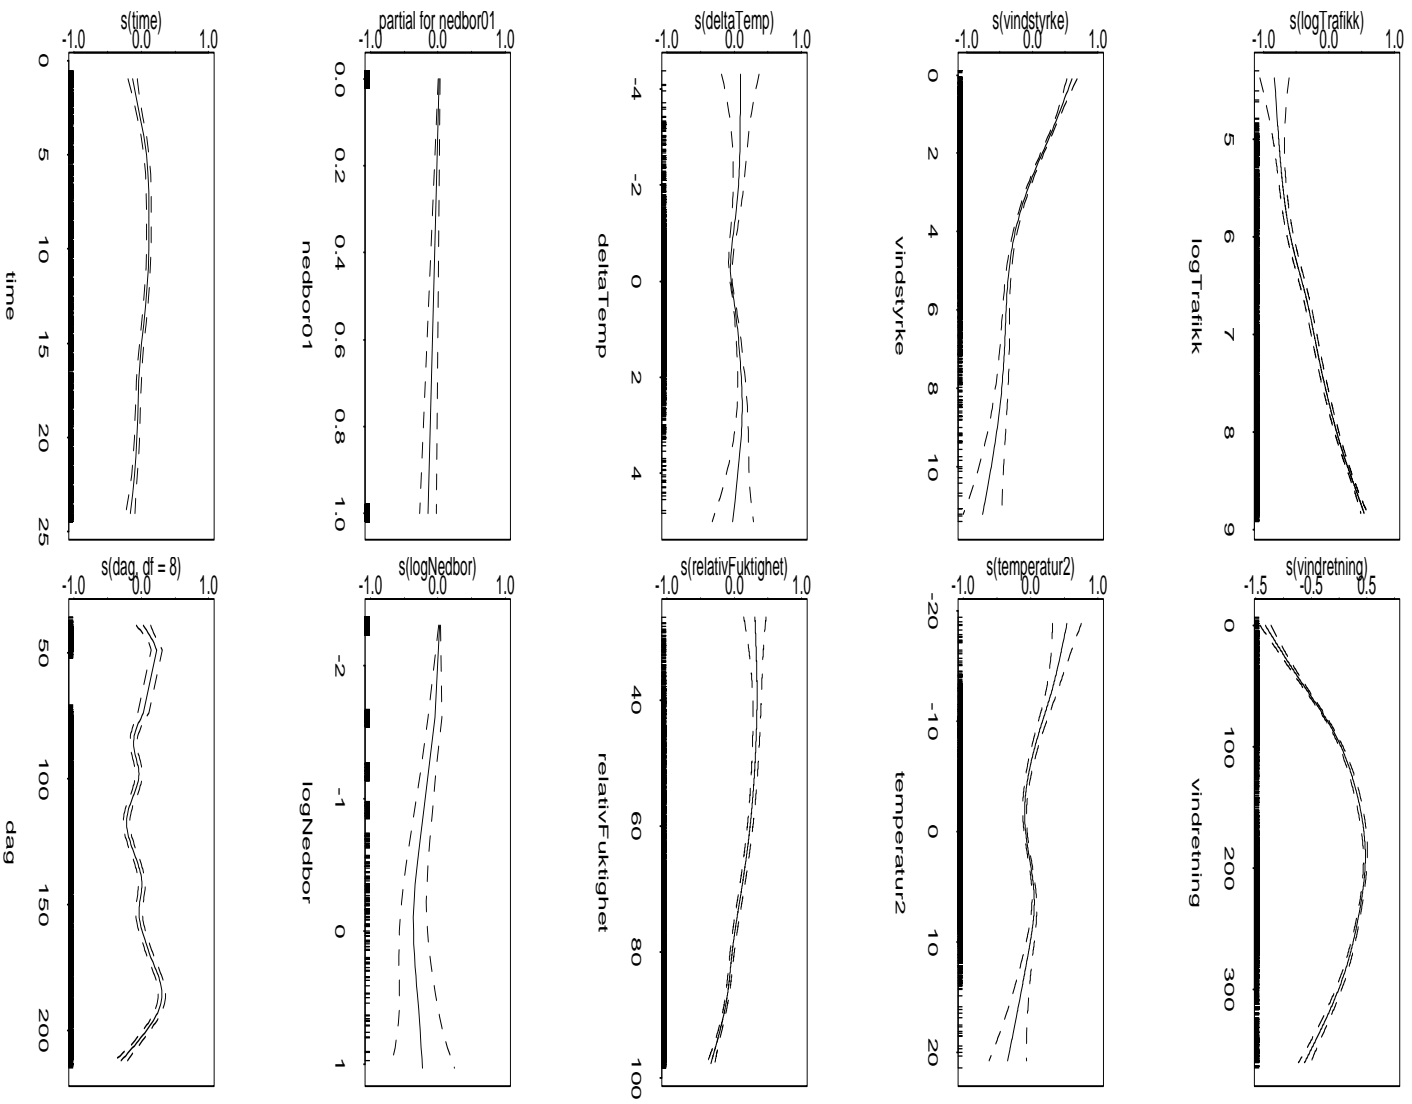 s(time)
-1.0 0.0 1.0
0 5 10 15 20 25
time
partial for nedbor01
-1.0 0.0 1.0
0.0 0.2 0.4 0.6 0.8 1.0
nedbor01
s(deltaTemp)
-1.0 0.0 1.0
-4 -2 0 2 4
deltaTemp
s(vindstyrke)
-1.0 0.0 1.0
0 2 4 6 8 10
vindstyrke
s(logTrafikk)
-1.0 0.0 1.0
5 6 7 8 9
logTrafikk
s(dag, df = 8)
-1.0 0.0 1.0
50 100 150 200
dag
s(logNedbor)
-1.0 0.0 1.0
-2 -1 0 1
logNedbor
s(relativFuktighet)
-1.0 0.0 1.0
40 60 80 100
relativFuktighet
s(temperatur2)
-1.0 0.0 1.0
-20 -10 0 10 20
temperatur2
s(vindretning)
-1.5 -0.5 0.5
0 100 200 300
vindretning